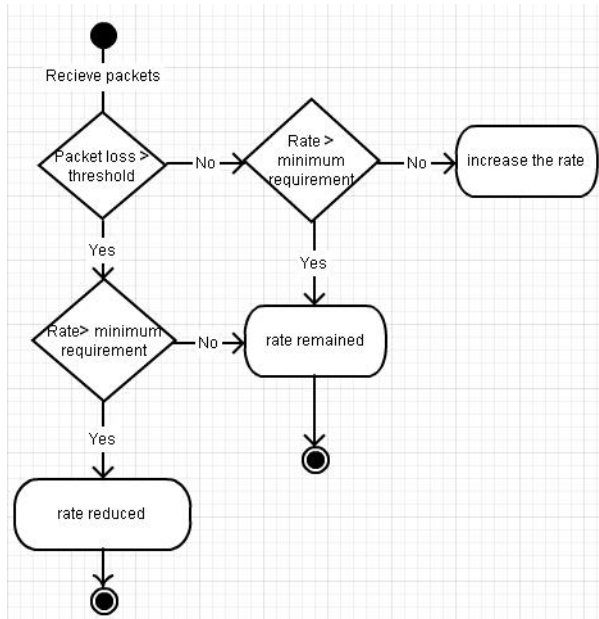 Recieve packets
Packet loss >
threshold
No
Rate >
minimum
requirement
No
increase the rate
Yes
Yes
Rate> minimum
requirement
No
rate remained
Yes
rate reduced